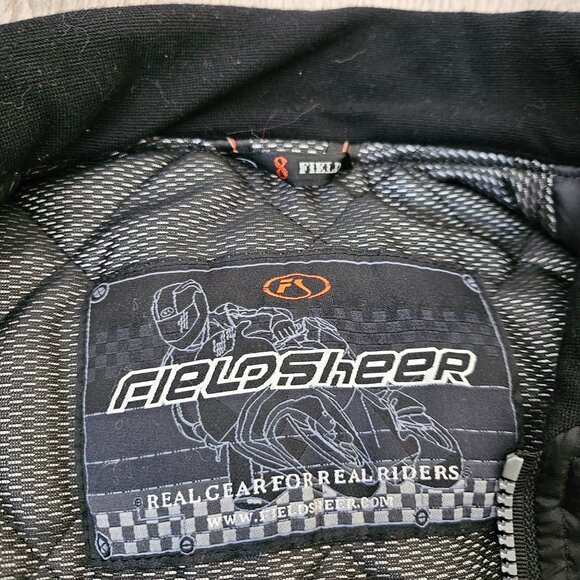 8 FIELD
FS
FIELDSHEER
REAL GEAR FOR REAL RIDERS
WWW.FIELDSHEER.COM